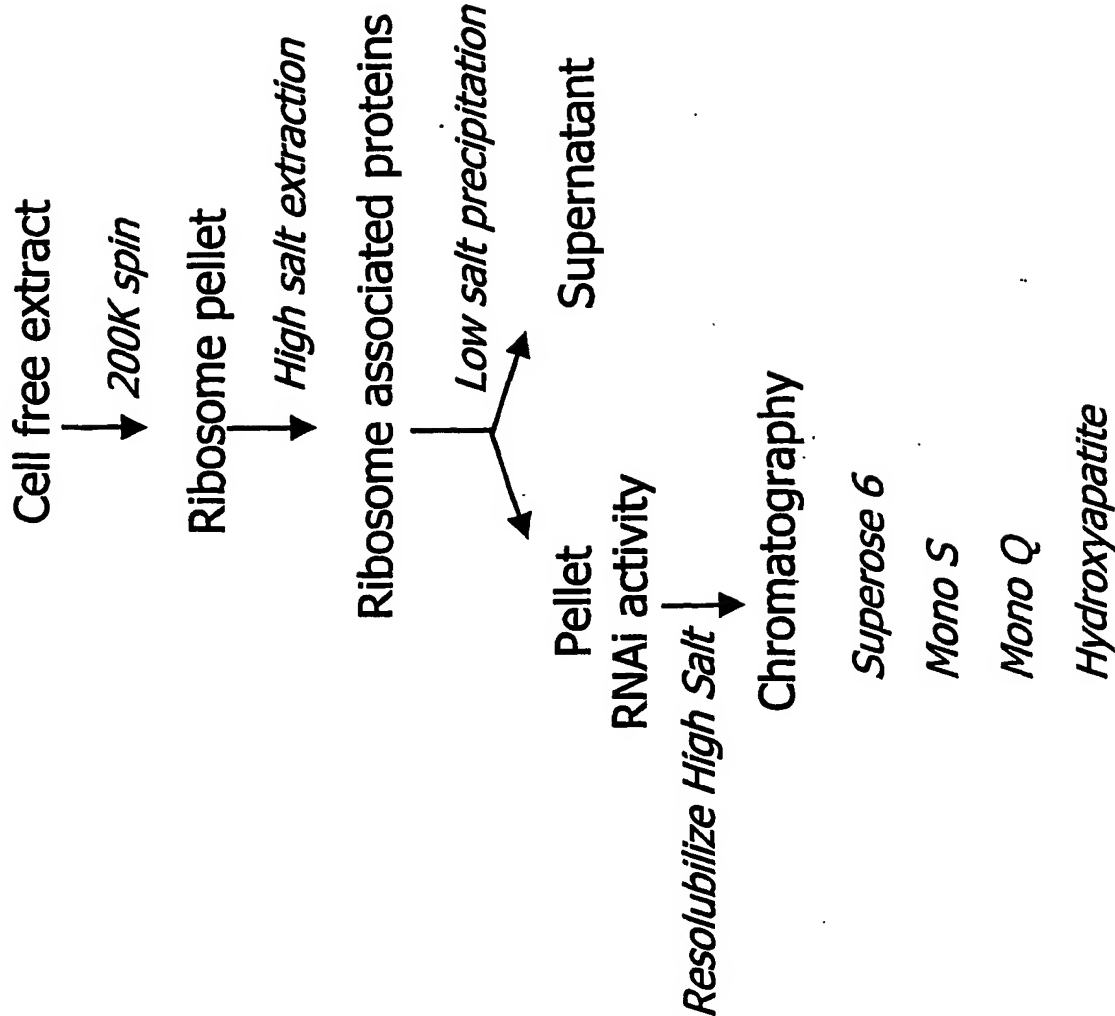 Cell free extract
200K spin
Ribosome pellet
High salt extraction
Ribosome associated proteins
Low salt precipitation
Pellet
RNAi activity
Supernatant
Resolubilize High Salt
Chromatography
Superose 6
Mono S
Mono Q
Hydroxyapatite